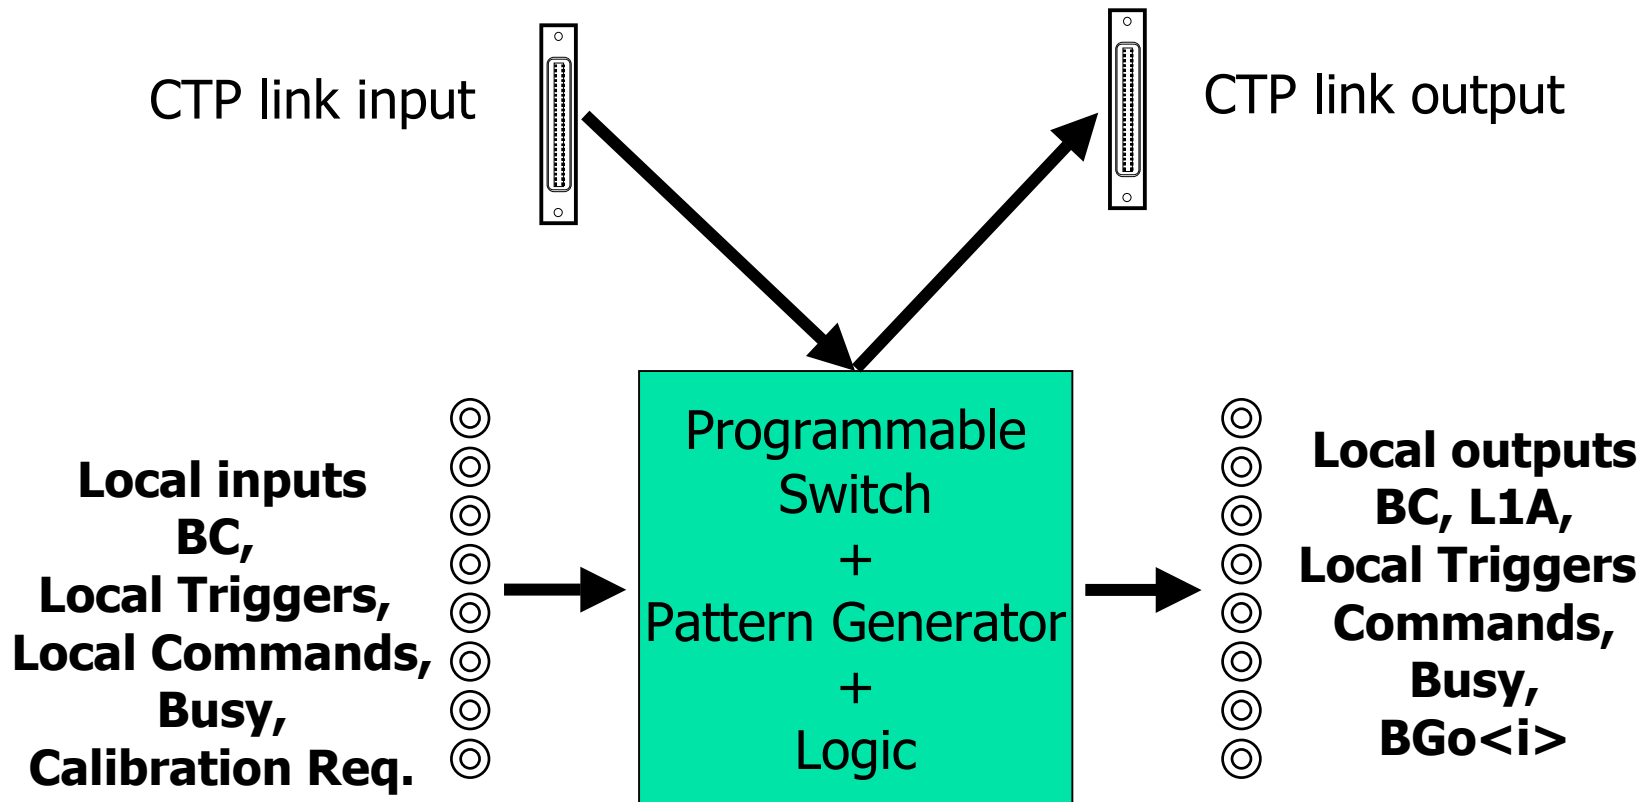 CTP link input
CTP link output
Local inputs
BC,
Local Triggers,
Local Commands,
Busy,
Calibration Req.
Programmable
Switch
+
Pattern Generator
+
Logic
Local outputs
BC, L1A,
Local Triggers
Commands,
Busy,
BGo<i>